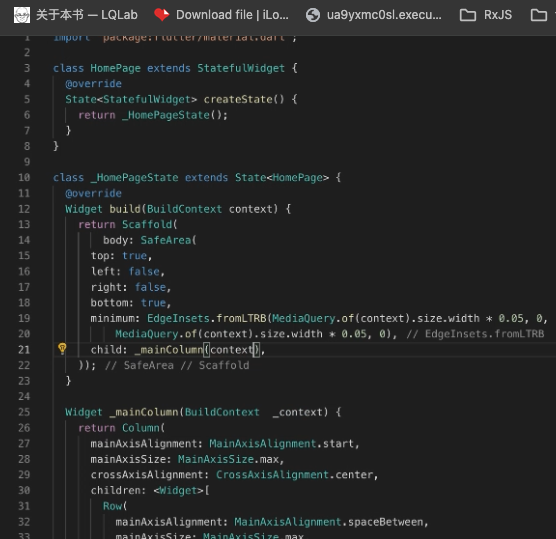 关于本书 — LQLab Download file | iLo... ua9yxmc0sl.execu... RxJS
1 import 'package:flutter/material.dart';
2
3 class HomePage extends StatefulWidget {
4 @override
5 State<StatefulWidget> createState() {
6 return _HomePageState();
7 }
8 }
9
10 class _HomePageState extends State<HomePage> {
11 @override
12 Widget build(BuildContext context) {
13 return Scaffold(
14 body: SafeArea(
15 top: true,
16 left: false,
17 right: false,
18 bottom: true,
19 minimum: EdgeInsets.fromLTRB(MediaQuery.of(context).size.width * 0.05, 0,
20 MediaQuery.of(context).size.width * 0.05, 0), // EdgeInsets.fromLTRB
21 child: _mainColumn(context),
22 )); // SafeArea // Scaffold
23 }
24
25 Widget _mainColumn(BuildContext _context) {
26 return Column(
27 mainAxisAlignment: MainAxisAlignment.start,
28 mainAxisSize: MainAxisSize.max,
29 crossAxisAlignment: CrossAxisAlignment.center,
30 children: <Widget>[
31 Row(
32 mainAxisAlignment: MainAxisAlignment.spaceBetween,
33 mainAxisSize: MainAxisSize.max